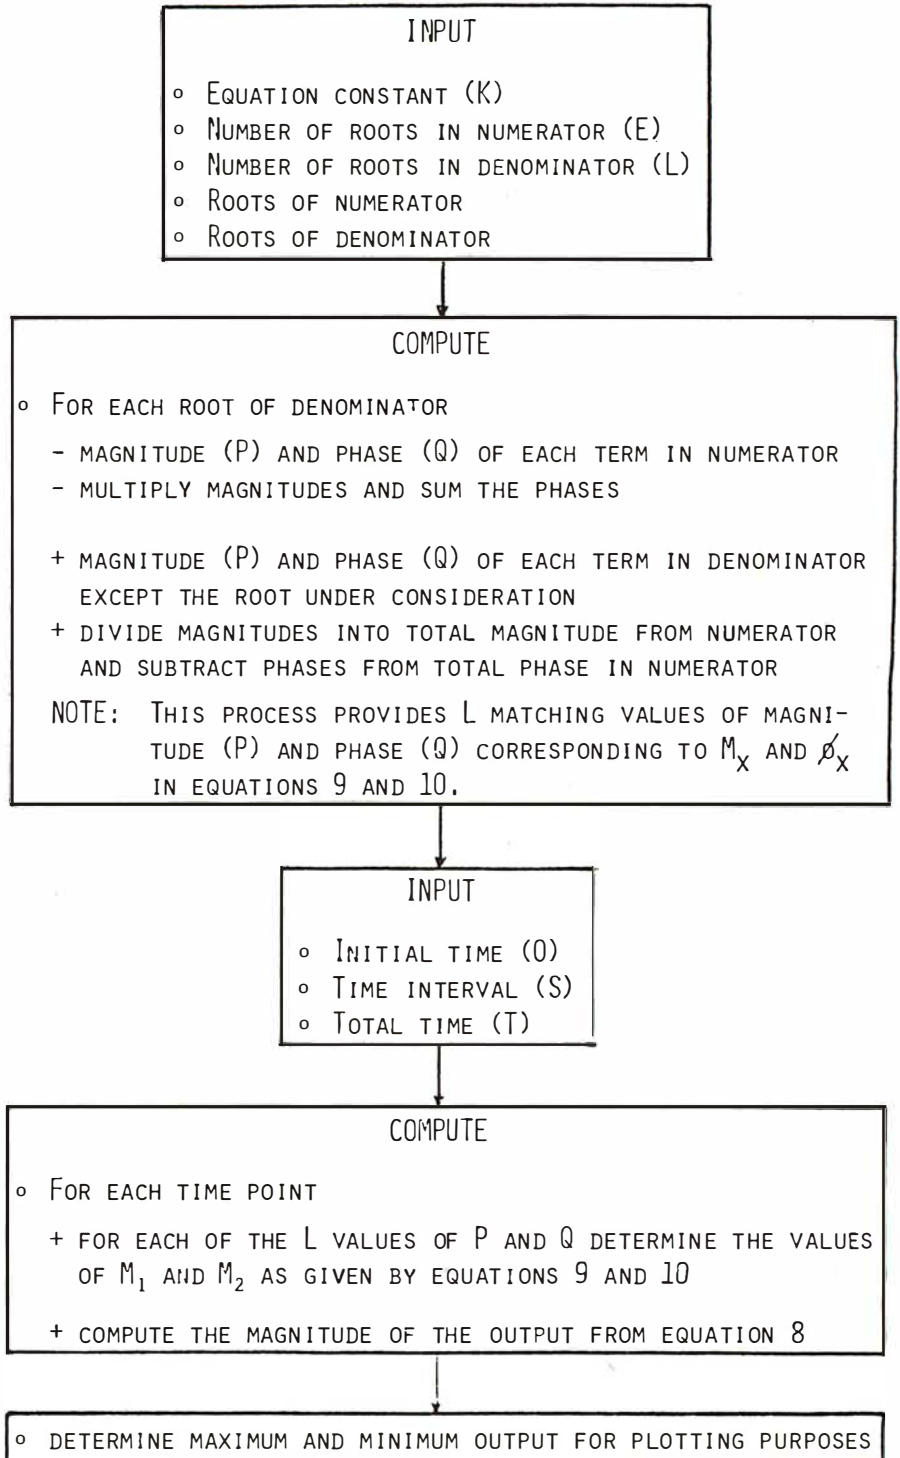 INPUT
o EQUATION CONSTANT (K)
o NUMBER OF ROOTS IN NUMERATOR (E)
o NUMBER OF ROOTS IN DENOMINATOR (L)
o ROOTS OF NUMERATOR
o ROOTS OF DENOMINATOR
COMPUTE
o FOR EACH ROOT OF DENOMINATOR
- MAGNITUDE (P) AND PHASE (Q) OF EACH TERM IN NUMERATOR
- MULTIPLY MAGNITUDES AND SUM THE PHASES
+ MAGNITUDE (P) AND PHASE (Q) OF EACH TERM IN DENOMINATOR
EXCEPT THE ROOT UNDER CONSIDERATION
+ DIVIDE MAGNITUDES INTO TOTAL MAGNITUDE FROM NUMERATOR
AND SUBTRACT PHASES FROM TOTAL PHASE IN NUMERATOR
NOTE: THIS PROCESS PROVIDES L MATCHING VALUES OF MAGNI-
TUDE (P) AND PHASE (Q) CORRESPONDING TO Mₓ AND Øₓ
IN EQUATIONS 9 AND 10.
INPUT
o INITIAL TIME (O)
o TIME INTERVAL (S)
o TOTAL TIME (T)
COMPUTE
o FOR EACH TIME POINT
+ FOR EACH OF THE L VALUES OF P AND Q DETERMINE THE VALUES
OF M₁ AND M₂ AS GIVEN BY EQUATIONS 9 AND 10
+ COMPUTE THE MAGNITUDE OF THE OUTPUT FROM EQUATION 8
o DETERMINE MAXIMUM AND MINIMUM OUTPUT FOR PLOTTING PURPOSES